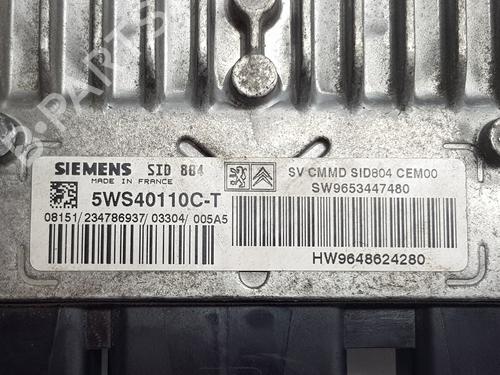 B-PARTS
SIEMENS SID 804
MADE IN FRANCE
5WS40110C-T
08151/234786937/03304/005A5
SV CMMD SID804 CEM00
SW9653447480
HW9648624280